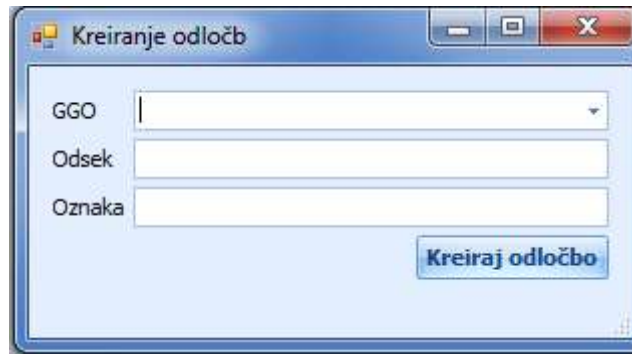 Kreiranje odločb
GGO
Odsek
Oznaka
Kreiraj odločbo